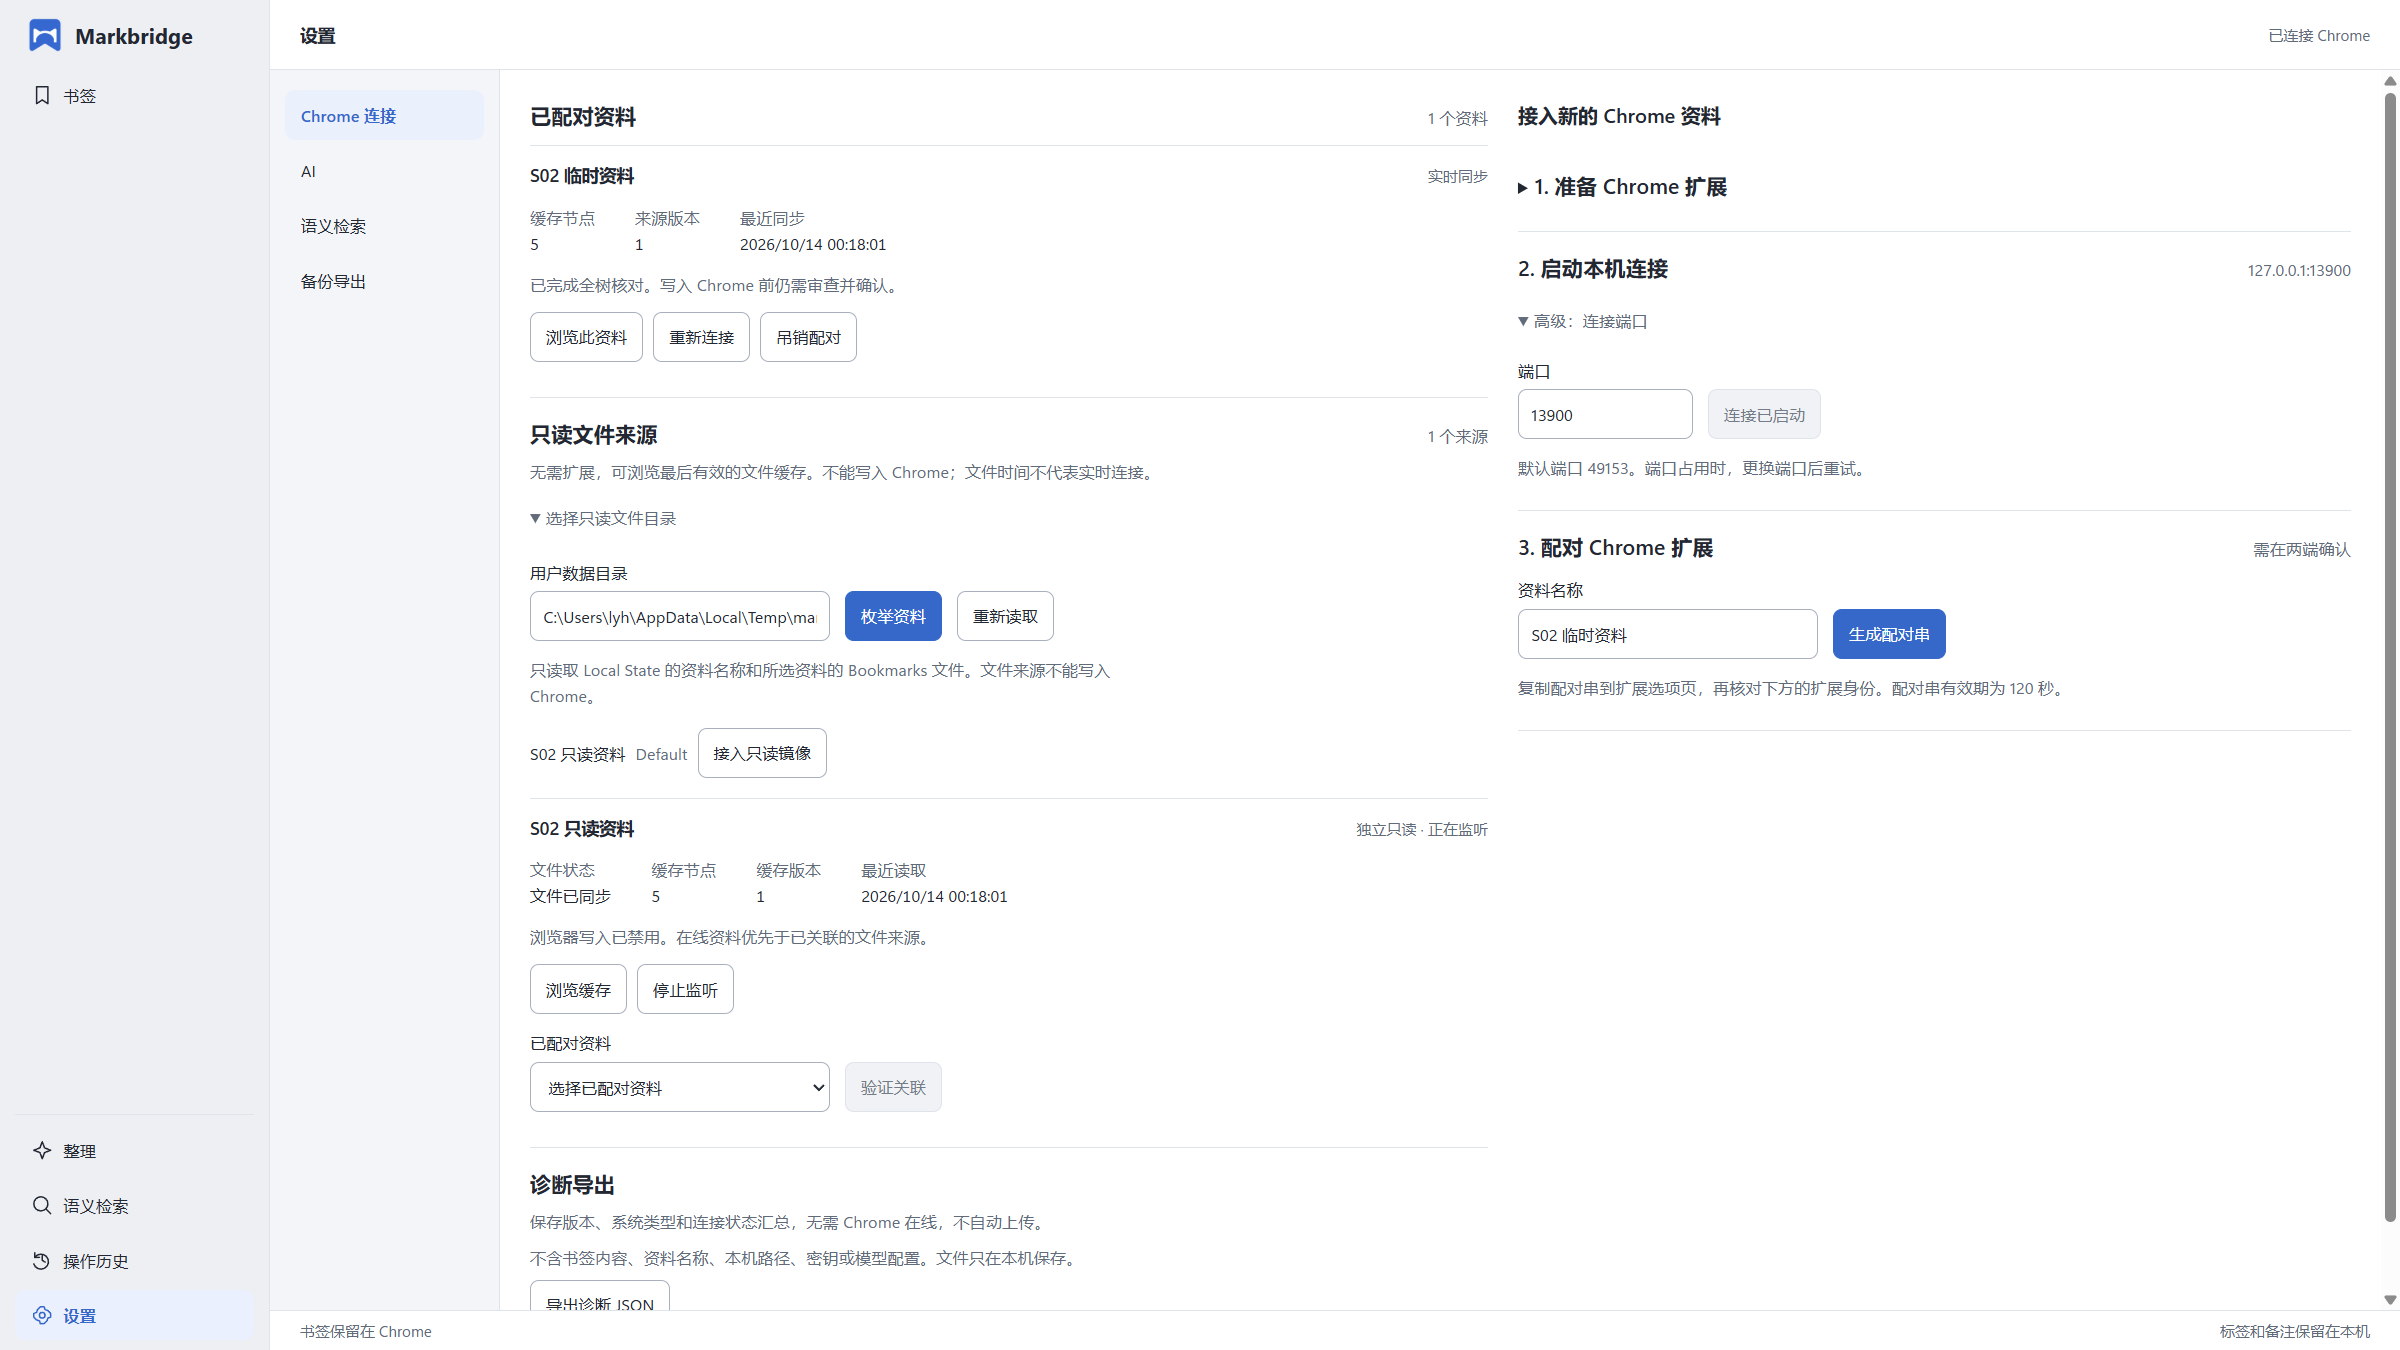 Markbridge
书签
整理
语义检索
操作历史
设置
设置
已连接 Chrome
Chrome 连接
AI
语义检索
备份导出
已配对资料
1 个资料
S02 临时资料
实时同步
缓存节点 来源版本 最近同步
5 1 2026/10/14 00:18:01
已完成全树核对。写入 Chrome 前仍需审查并确认。
浏览此资料 重新连接 吊销配对
只读文件来源
1 个来源
无需扩展，可浏览最后有效的文件缓存。不能写入 Chrome；文件时间不代表实时连接。
▼ 选择只读文件目录
用户数据目录
C:\Users\lyh\AppData\Local\Temp\mar 枚举资料 重新读取
只读取 Local State 的资料名称和所选资料的 Bookmarks 文件。文件来源不能写入
Chrome。
S02 只读资料 Default 接入只读镜像
S02 只读资料
独立只读 · 正在监听
文件状态 缓存节点 缓存版本 最近读取
文件已同步 5 1 2026/10/14 00:18:01
浏览器写入已禁用。在线资料优先于已关联的文件来源。
浏览缓存 停止监听
已配对资料
选择已配对资料 验证关联
诊断导出
保存版本、系统类型和连接状态汇总，无需 Chrome 在线，不自动上传。
不含书签内容、资料名称、本机路径、密钥或模型配置。文件只在本机保存。
导出诊断 JSON
接入新的 Chrome 资料
▶ 1. 准备 Chrome 扩展
2. 启动本机连接
127.0.0.1:13900
▼ 高级：连接端口
端口
13900 连接已启动
默认端口 49153。端口占用时，更换端口后重试。
3. 配对 Chrome 扩展
需在两端确认
资料名称
S02 临时资料 生成配对串
复制配对串到扩展选项页，再核对下方的扩展身份。配对串有效期为 120 秒。
书签保留在 Chrome
标签和备注保留在本机